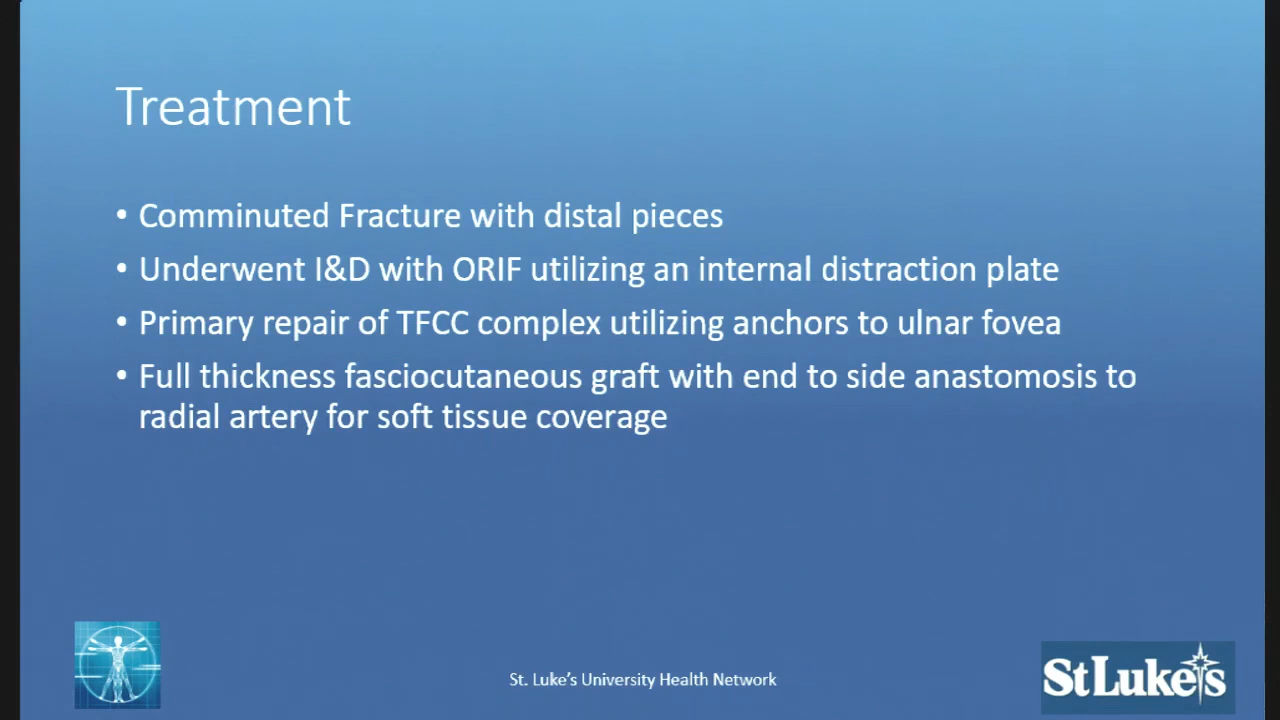 Treatment
• Comminuted Fracture with distal pieces
• Underwent I&D with ORIF utilizing an internal distraction plate
• Primary repair of TFCC complex utilizing anchors to ulnar fovea
• Full thickness fasciocutaneous graft with end to side anastomosis to
radial artery for soft tissue coverage
St. Luke's University Health Network
StLuke's